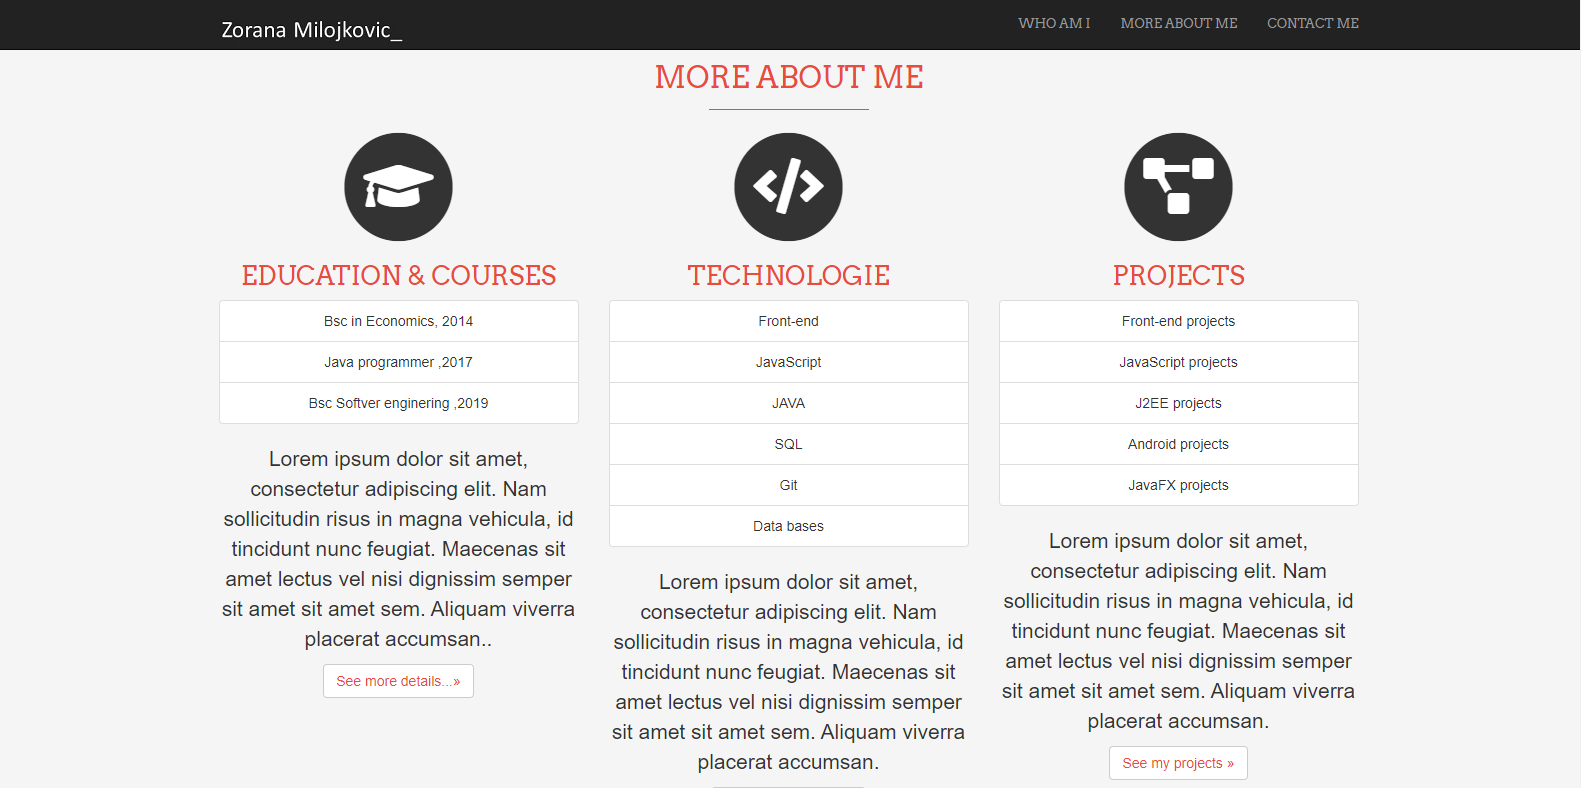 Zorana Milojkovic_
WHO AM I
MORE ABOUT ME
CONTACT ME
MORE ABOUT ME
EDUCATION & COURSES
Bsc in Economics, 2014
Java programmer ,2017
Bsc Softver enginering ,2019
Lorem ipsum dolor sit amet,
consectetur adipiscing elit. Nam
sollicitudin risus in magna vehicula, id
tincidunt nunc feugiat. Maecenas sit
amet lectus vel nisi dignissim semper
sit amet sit amet sem. Aliquam viverra
placerat accumsan..
See more details...»
TECHNOLOGIE
Front-end
JavaScript
JAVA
SQL
Git
Data bases
Lorem ipsum dolor sit amet,
consectetur adipiscing elit. Nam
sollicitudin risus in magna vehicula, id
tincidunt nunc feugiat. Maecenas sit
amet lectus vel nisi dignissim semper
sit amet sit amet sem. Aliquam viverra
placerat accumsan.
PROJECTS
Front-end projects
JavaScript projects
J2EE projects
Android projects
JavaFX projects
Lorem ipsum dolor sit amet,
consectetur adipiscing elit. Nam
sollicitudin risus in magna vehicula, id
tincidunt nunc feugiat. Maecenas sit
amet lectus vel nisi dignissim semper
sit amet sit amet sem. Aliquam viverra
placerat accumsan.
See my projects »